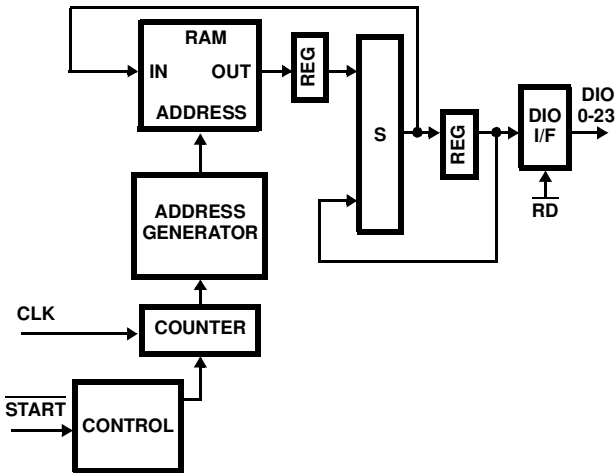 RAM
IN OUT
ADDRESS
REG
S
REG
DIO
I/F
DIO
0-23
RD
ADDRESS
GENERATOR
CLK
COUNTER
START
CONTROL